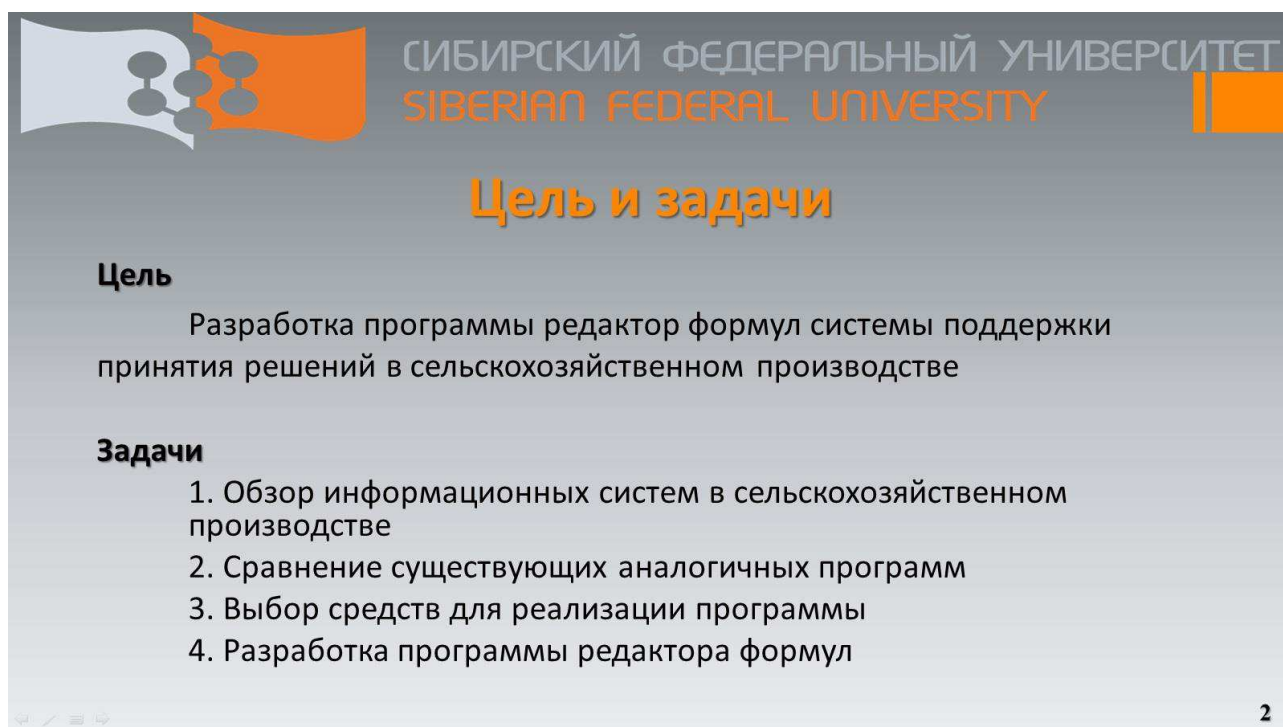 СИБИРСКИЙ ФЕДЕРАЛЬНЫЙ УНИВЕРСИТЕТ
SIBERIAN FEDERAL UNIVERSITY
Цель и задачи
Цель
Разработка программы редактор формул системы поддержки
принятия решений в сельскохозяйственном производстве
Задачи
1. Обзор информационных систем в сельскохозяйственном
производстве
2. Сравнение существующих аналогичных программ
3. Выбор средств для реализации программы
4. Разработка программы редактора формул
2